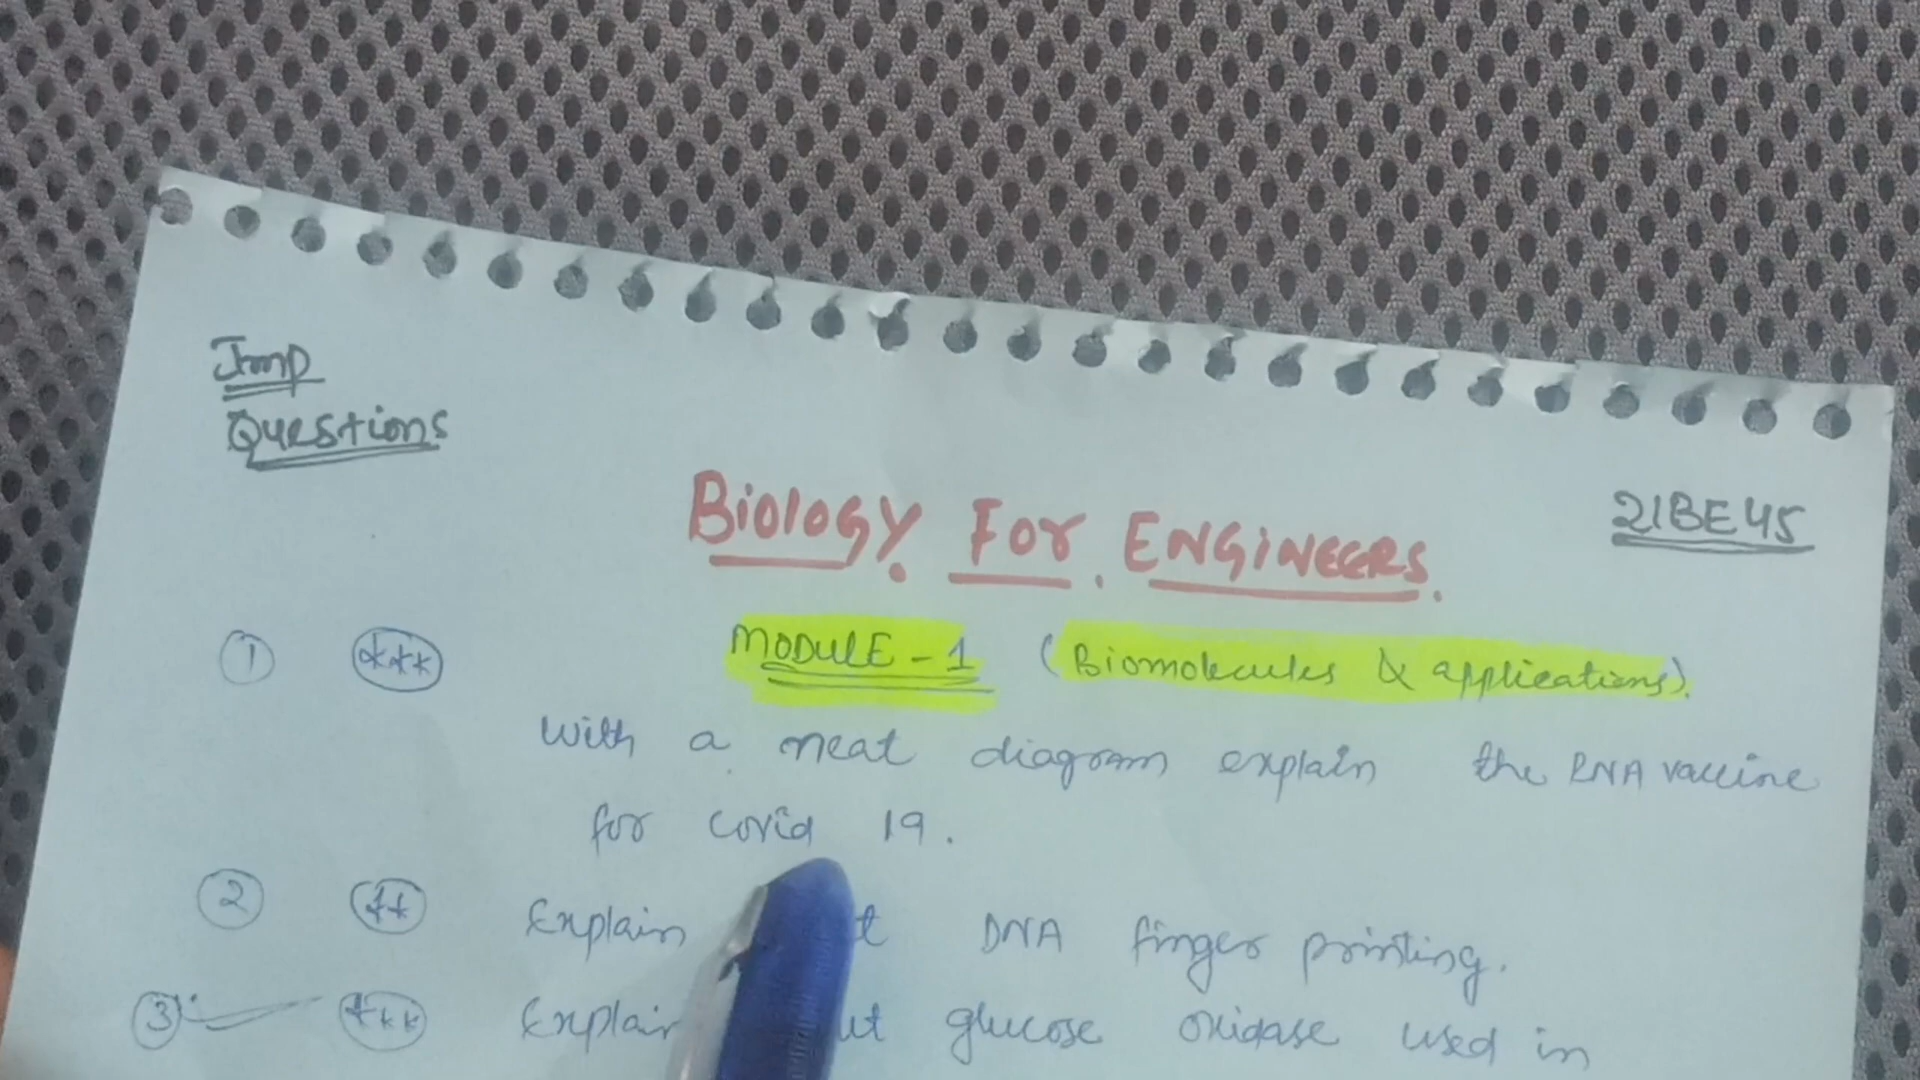 Imp
Questions
Biology For ENGINEERS.
21BE45
1 *** MODULE - 1 (Biomolecules & applications).
With a neat diagram explain the RNA vaccine
for covid 19.
2 ** Explain DNA finger printing.
3 *** Explain glucose oxidase used in